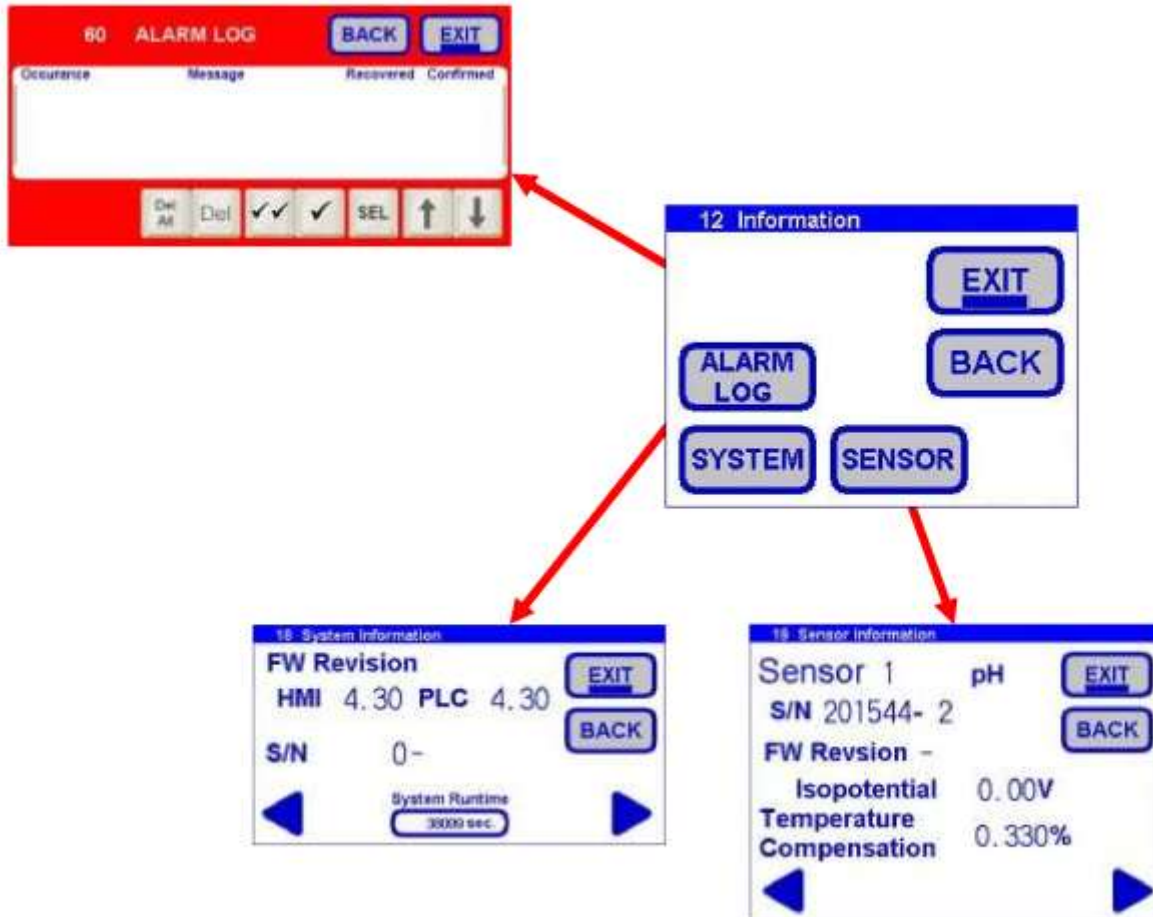 60 ALARM LOG BACK EXIT
Occurance Message Recovered Confirmed
Del All Del ✓✓ ✓ SEL ↑ ↓
12 Information
EXIT
BACK
ALARM
LOG
SYSTEM SENSOR
18 System Information
FW Revision
EXIT
HMI 4.30 PLC 4.30
BACK
S/N 0-
System Runtime
38099 sec
19 Sensor Information
Sensor 1 pH EXIT
S/N 201544- 2
BACK
FW Revsion -
Isopotential 0.00V
Temperature
Compensation 0.330%